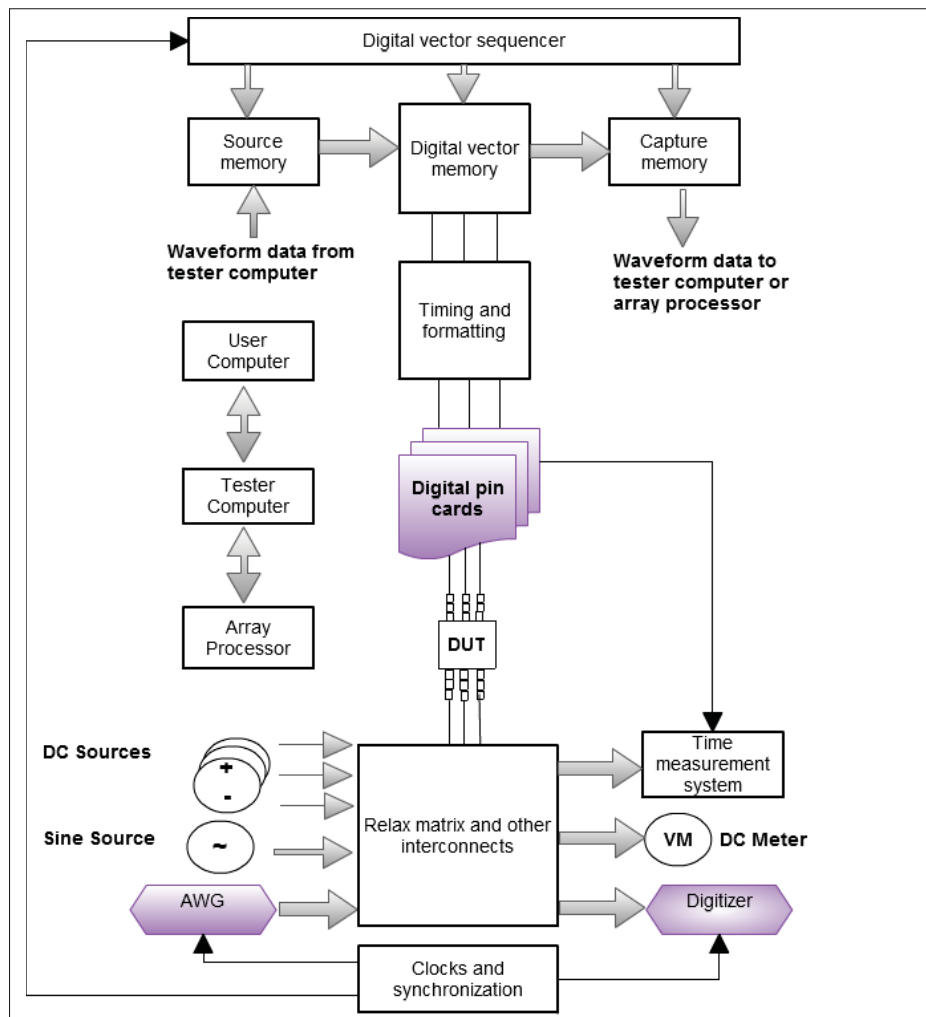 Digital vector sequencer
Source
memory
Digital vector
memory
Capture
memory
Waveform data from
tester computer
Waveform data to
tester computer or
array processor
Timing and
formatting
User
Computer
Tester
Computer
Digital pin
cards
Array
Processor
DUT
DC Sources
+
-
Time
measurement
system
Relax matrix and other
interconnects
Sine Source
~
VM
DC Meter
AWG
Digitizer
Clocks and
synchronization